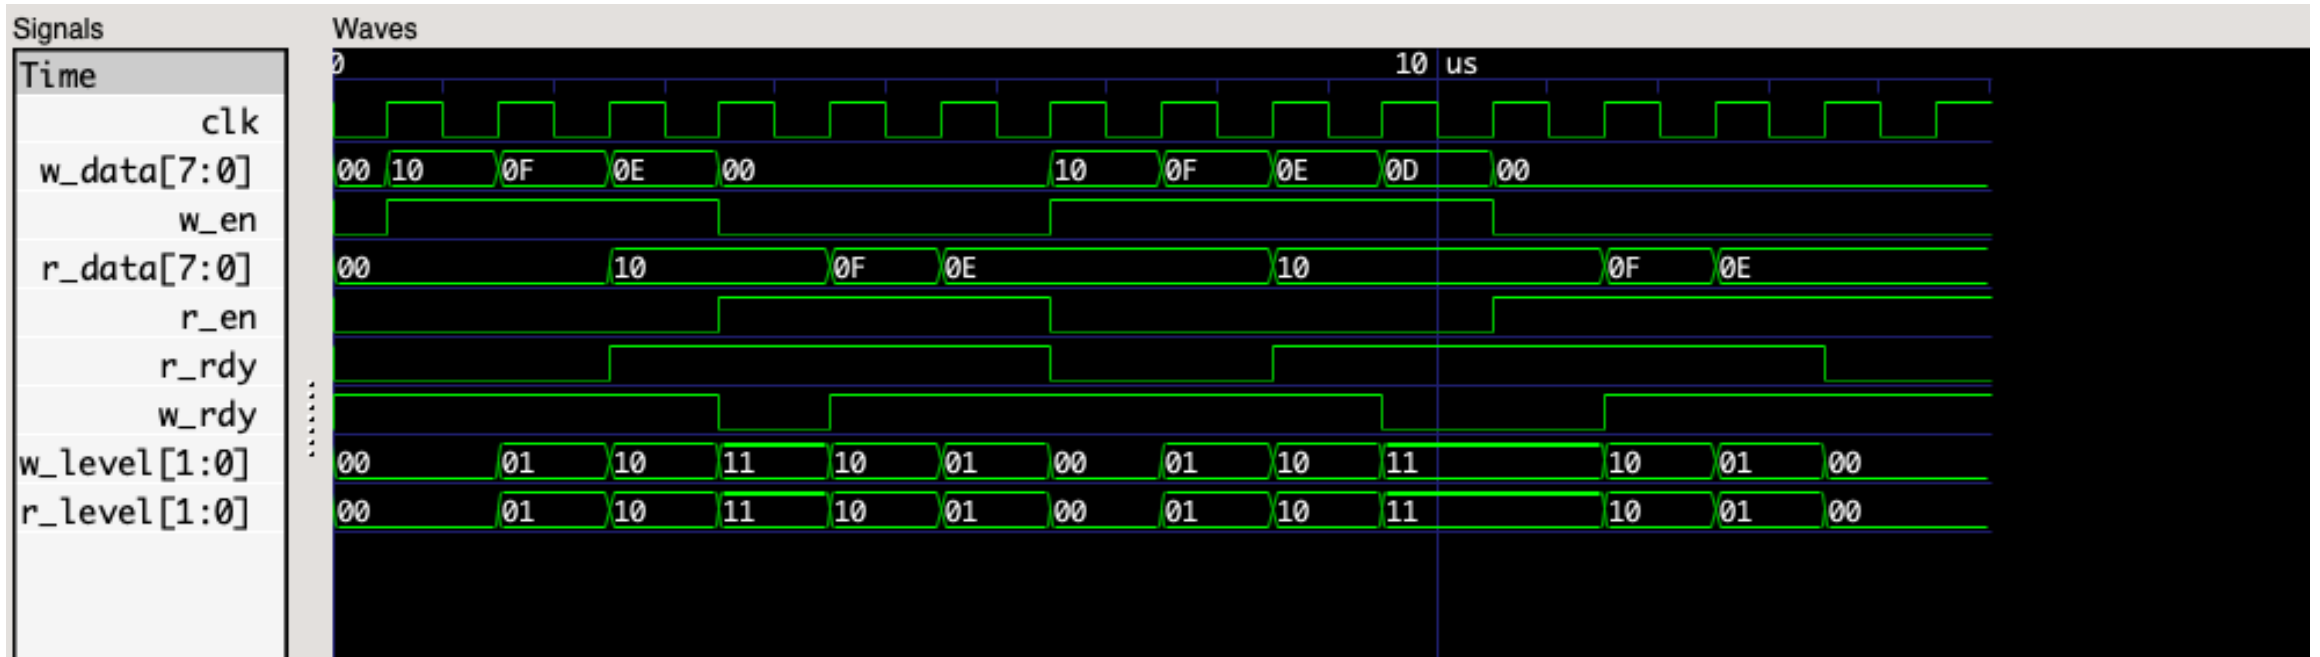 Signals Waves
Time 0 10 us
clk
w_data[7:0] 00 10 0F 0E 00 10 0F 0E 0D 00
w_en
r_data[7:0] 00 10 0F 0E 10 0F 0E
r_en
r_rdy
w_rdy
w_level[1:0] 00 01 10 11 10 01 00 01 10 11 10 01 00
r_level[1:0] 00 01 10 11 10 01 00 01 10 11 10 01 00